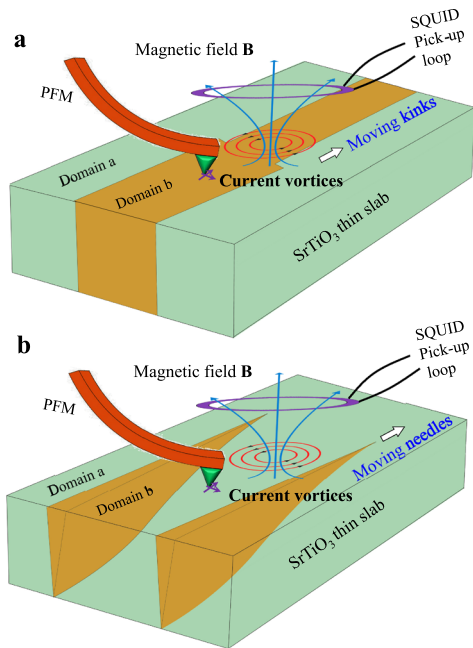 a
SQUID
Pick-up
loop
Magnetic field B
PFM
Moving kinks
Domain a
Domain b
Current vortices
SrTiO₃ thin slab
b
SQUID
Pick-up
loop
Magnetic field B
PFM
Moving needles
Domain a
Domain b
Current vortices
SrTiO₃ thin slab